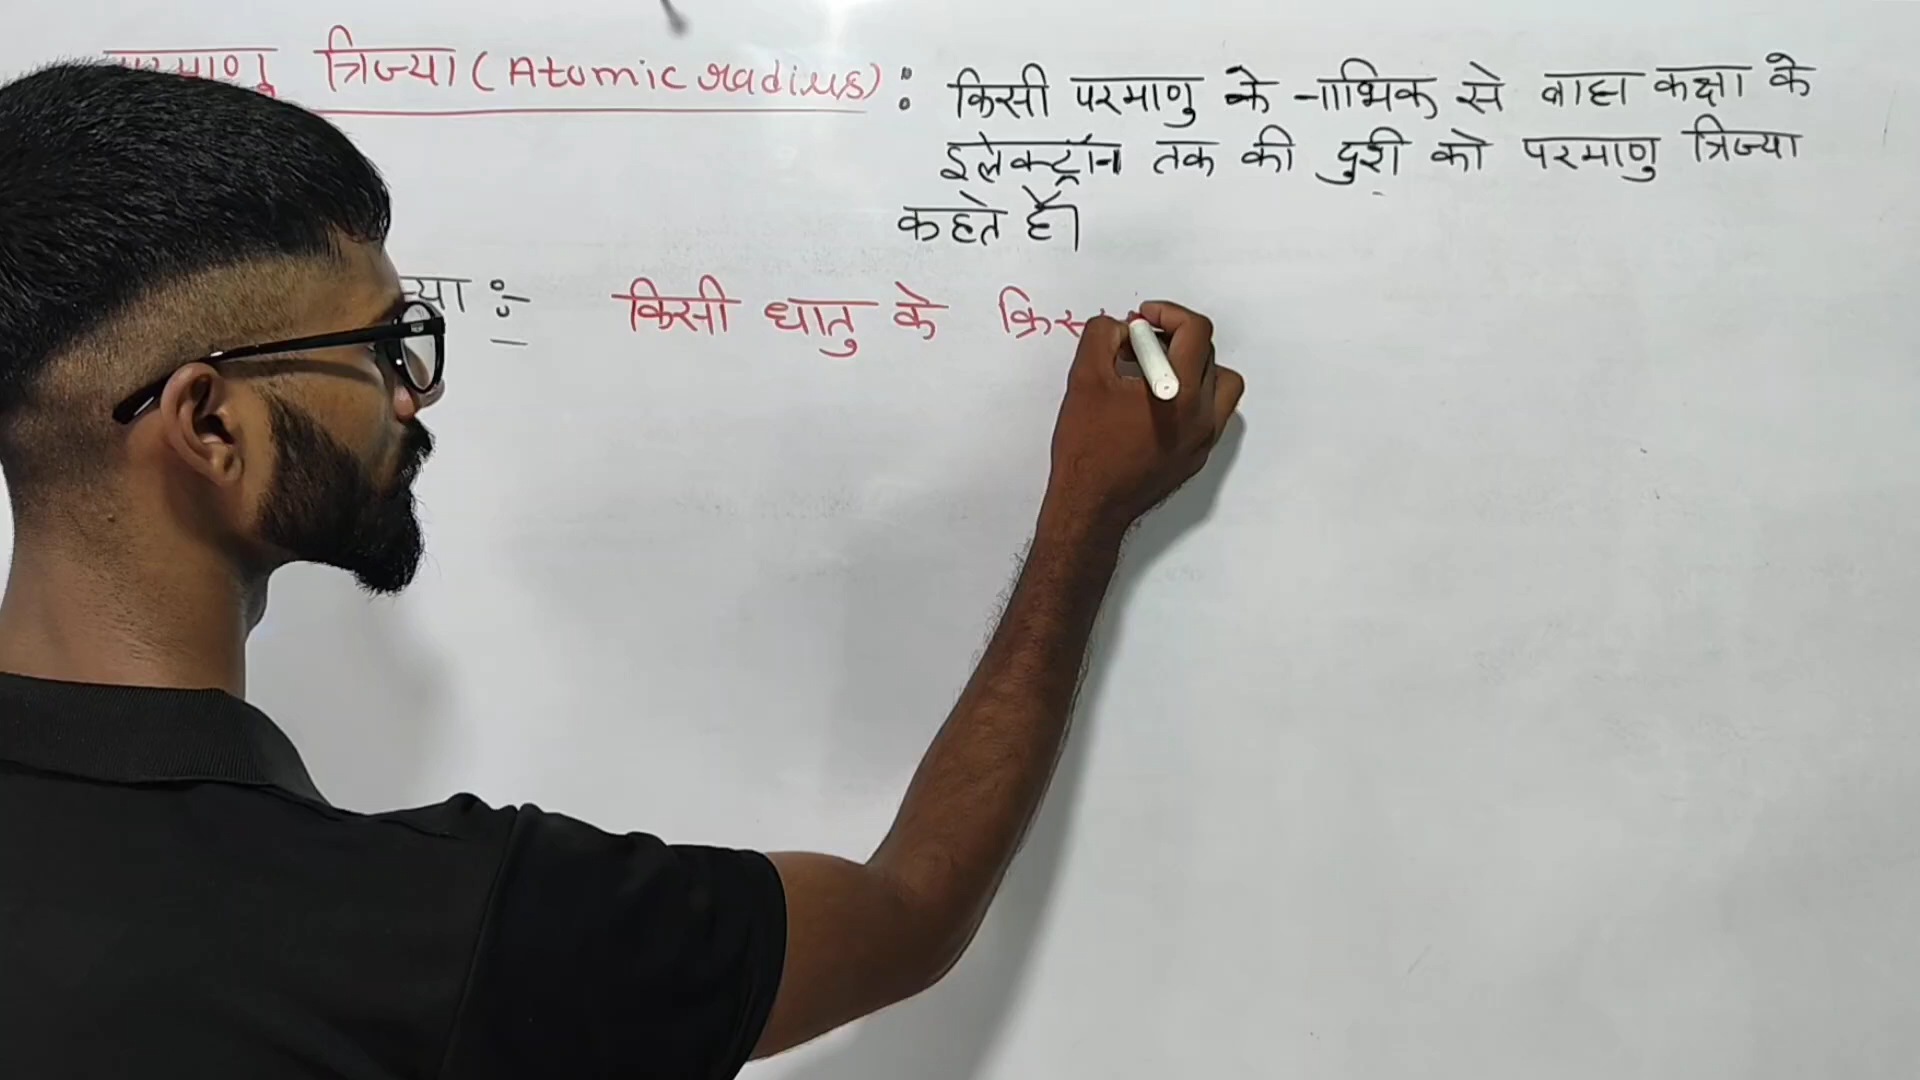 परमाणु त्रिज्या (Atomic radius) : किसी परमाणु के नाभिक से बाह्य कक्षा के
इलेक्ट्रॉन तक की दुरी को परमाणु त्रिज्या
कहते हैं।
किसी धातु के